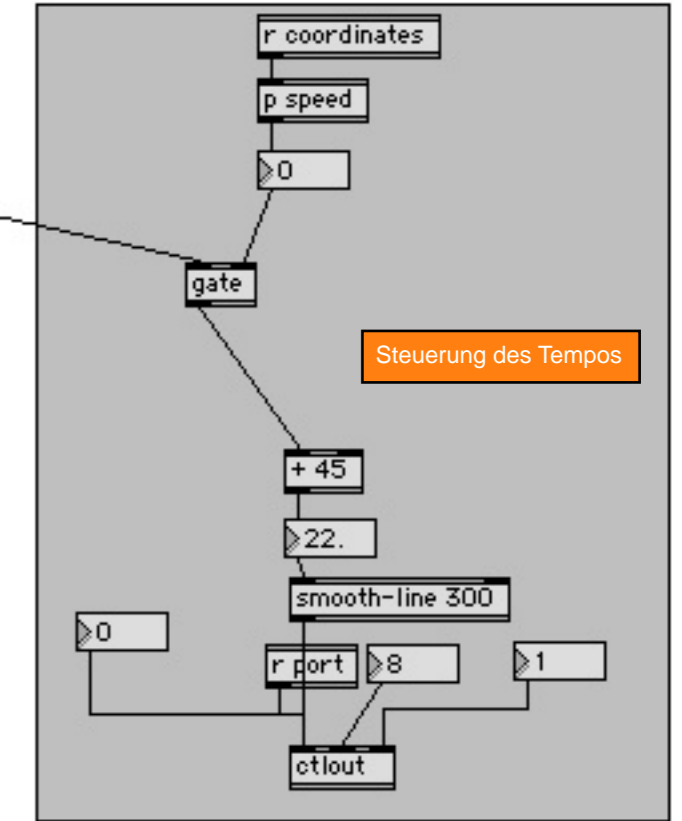 r coordinates
p speed
0
gate
Steuerung des Tempos
+ 45
22.
smooth-line 300
0
r port
8
1
ctlout